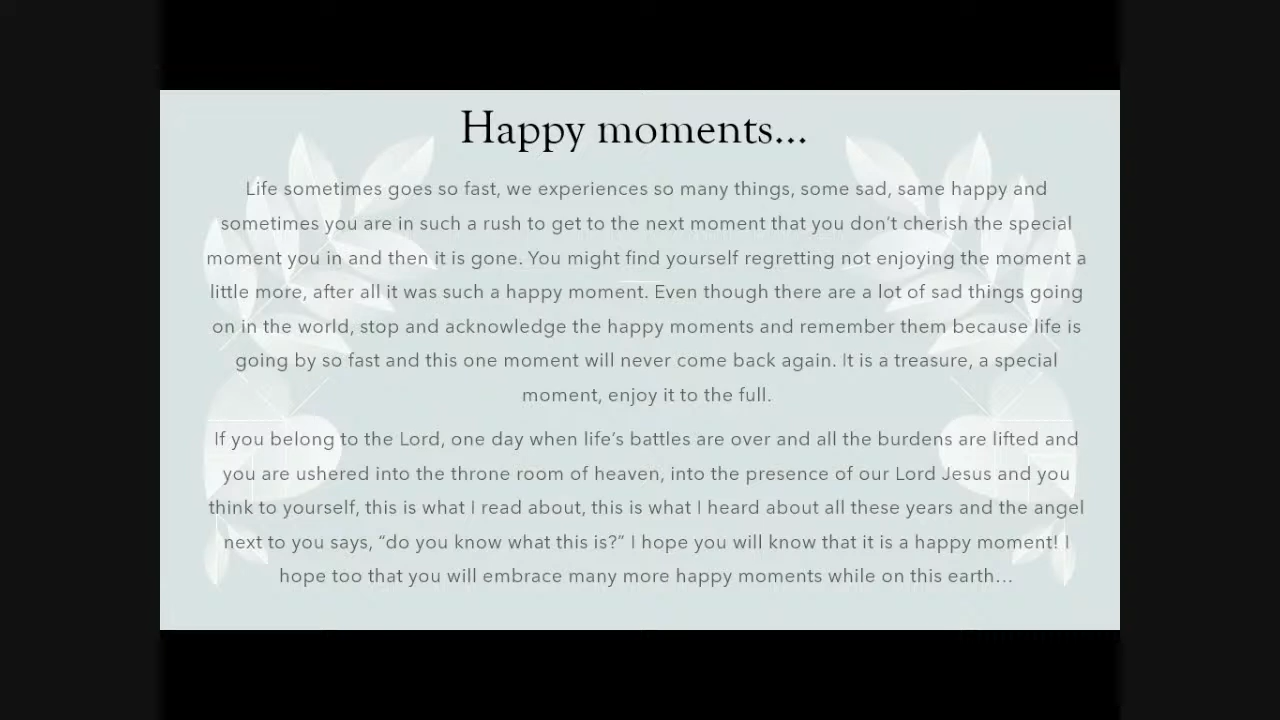 Happy moments...
Life sometimes goes so fast, we experiences so many things, some sad, same happy and
sometimes you are in such a rush to get to the next moment that you don't cherish the special
moment you in and then it is gone. You might find yourself regretting not enjoying the moment a
little more, after all it was such a happy moment. Even though there are a lot of sad things going
on in the world, stop and acknowledge the happy moments and remember them because life is
going by so fast and this one moment will never come back again. It is a treasure, a special
moment, enjoy it to the full.
If you belong to the Lord, one day when life's battles are over and all the burdens are lifted and
you are ushered into the throne room of heaven, into the presence of our Lord Jesus and you
think to yourself, this is what I read about, this is what I heard about all these years and the angel
next to you says, “do you know what this is?” I hope you will know that it is a happy moment! I
hope too that you will embrace many more happy moments while on this earth...